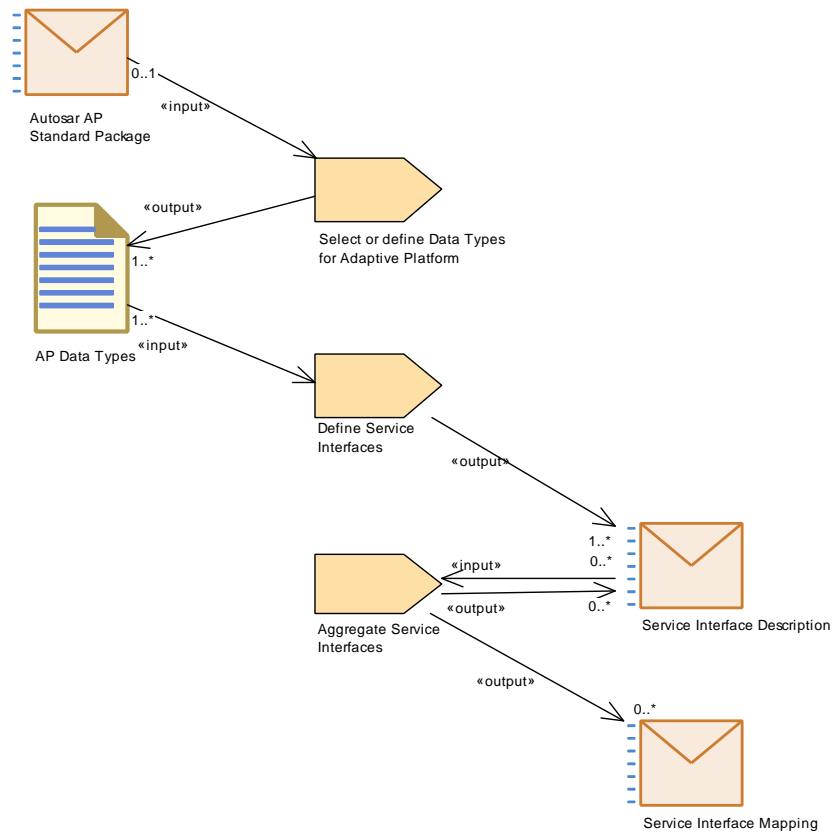 0..1
«input»
Autosar AP
Standard Package
«output»
Select or define Data Types
for Adaptive Platform
1..*
1..*
«input»
AP Data Types
Define Service
Interfaces
«output»
1..*
0..*
«input»
«output»
0..*
Aggregate Service
Interfaces
Service Interface Description
«output»
0..*
Service Interface Mapping